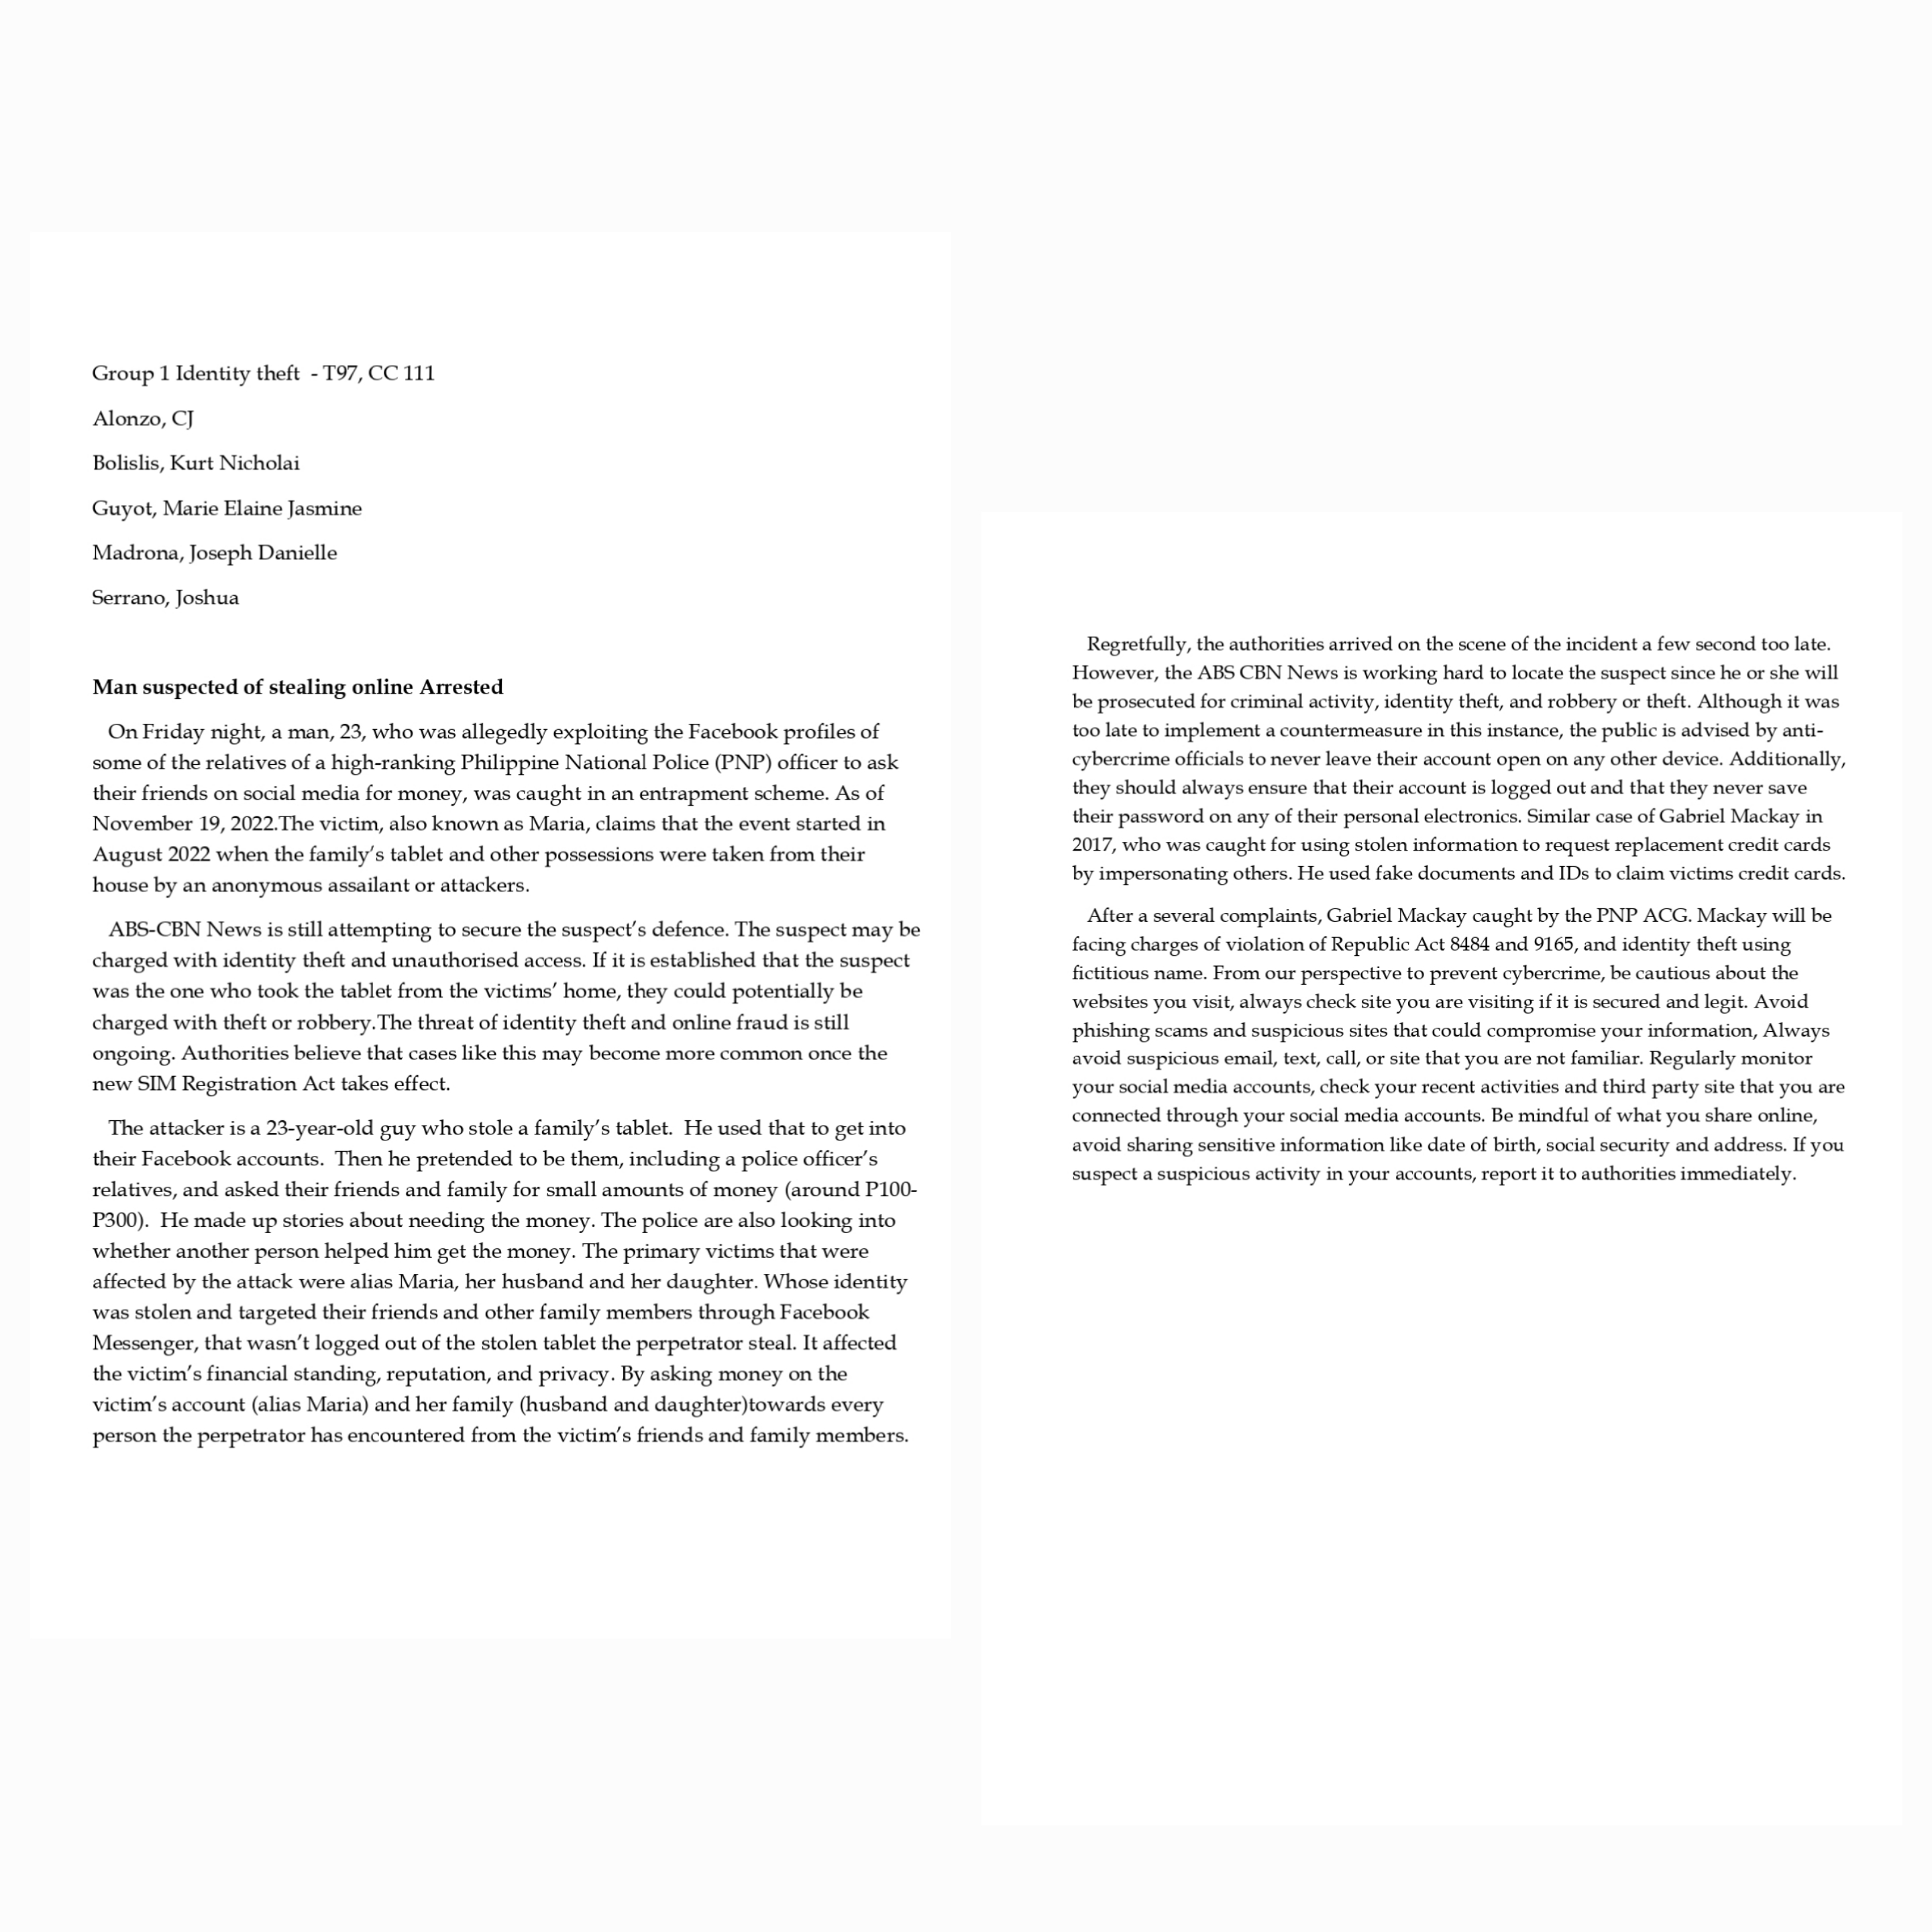 Group 1 Identity theft  - T97, CC 111
Alonzo, CJ
Bolislis, Kurt Nicholai
Guyot, Marie Elaine Jasmine
Madrona, Joseph Danielle
Serrano, Joshua
Man suspected of stealing online Arrested
On Friday night, a man, 23, who was allegedly exploiting the Facebook profiles of
some of the relatives of a high-ranking Philippine National Police (PNP) officer to ask
their friends on social media for money, was caught in an entrapment scheme. As of
November 19, 2022.The victim, also known as Maria, claims that the event started in
August 2022 when the family's tablet and other possessions were taken from their
house by an anonymous assailant or attackers.
ABS-CBN News is still attempting to secure the suspect's defence. The suspect may be
charged with identity theft and unauthorised access. If it is established that the suspect
was the one who took the tablet from the victims' home, they could potentially be
charged with theft or robbery.The threat of identity theft and online fraud is still
ongoing. Authorities believe that cases like this may become more common once the
new SIM Registration Act takes effect.
The attacker is a 23-year-old guy who stole a family's tablet.  He used that to get into
their Facebook accounts.  Then he pretended to be them, including a police officer's
relatives, and asked their friends and family for small amounts of money (around P100-
P300).  He made up stories about needing the money. The police are also looking into
whether another person helped him get the money. The primary victims that were
affected by the attack were alias Maria, her husband and her daughter. Whose identity
was stolen and targeted their friends and other family members through Facebook
Messenger, that wasn't logged out of the stolen tablet the perpetrator steal. It affected
the victim's financial standing, reputation, and privacy. By asking money on the
victim's account (alias Maria) and her family (husband and daughter)towards every
person the perpetrator has encountered from the victim's friends and family members.
Regretfully, the authorities arrived on the scene of the incident a few second too late.
However, the ABS CBN News is working hard to locate the suspect since he or she will
be prosecuted for criminal activity, identity theft, and robbery or theft. Although it was
too late to implement a countermeasure in this instance, the public is advised by anti-
cybercrime officials to never leave their account open on any other device. Additionally,
they should always ensure that their account is logged out and that they never save
their password on any of their personal electronics. Similar case of Gabriel Mackay in
2017, who was caught for using stolen information to request replacement credit cards
by impersonating others. He used fake documents and IDs to claim victims credit cards.
After a several complaints, Gabriel Mackay caught by the PNP ACG. Mackay will be
facing charges of violation of Republic Act 8484 and 9165, and identity theft using
fictitious name. From our perspective to prevent cybercrime, be cautious about the
websites you visit, always check site you are visiting if it is secured and legit. Avoid
phishing scams and suspicious sites that could compromise your information, Always
avoid suspicious email, text, call, or site that you are not familiar. Regularly monitor
your social media accounts, check your recent activities and third party site that you are
connected through your social media accounts. Be mindful of what you share online,
avoid sharing sensitive information like date of birth, social security and address. If you
suspect a suspicious activity in your accounts, report it to authorities immediately.